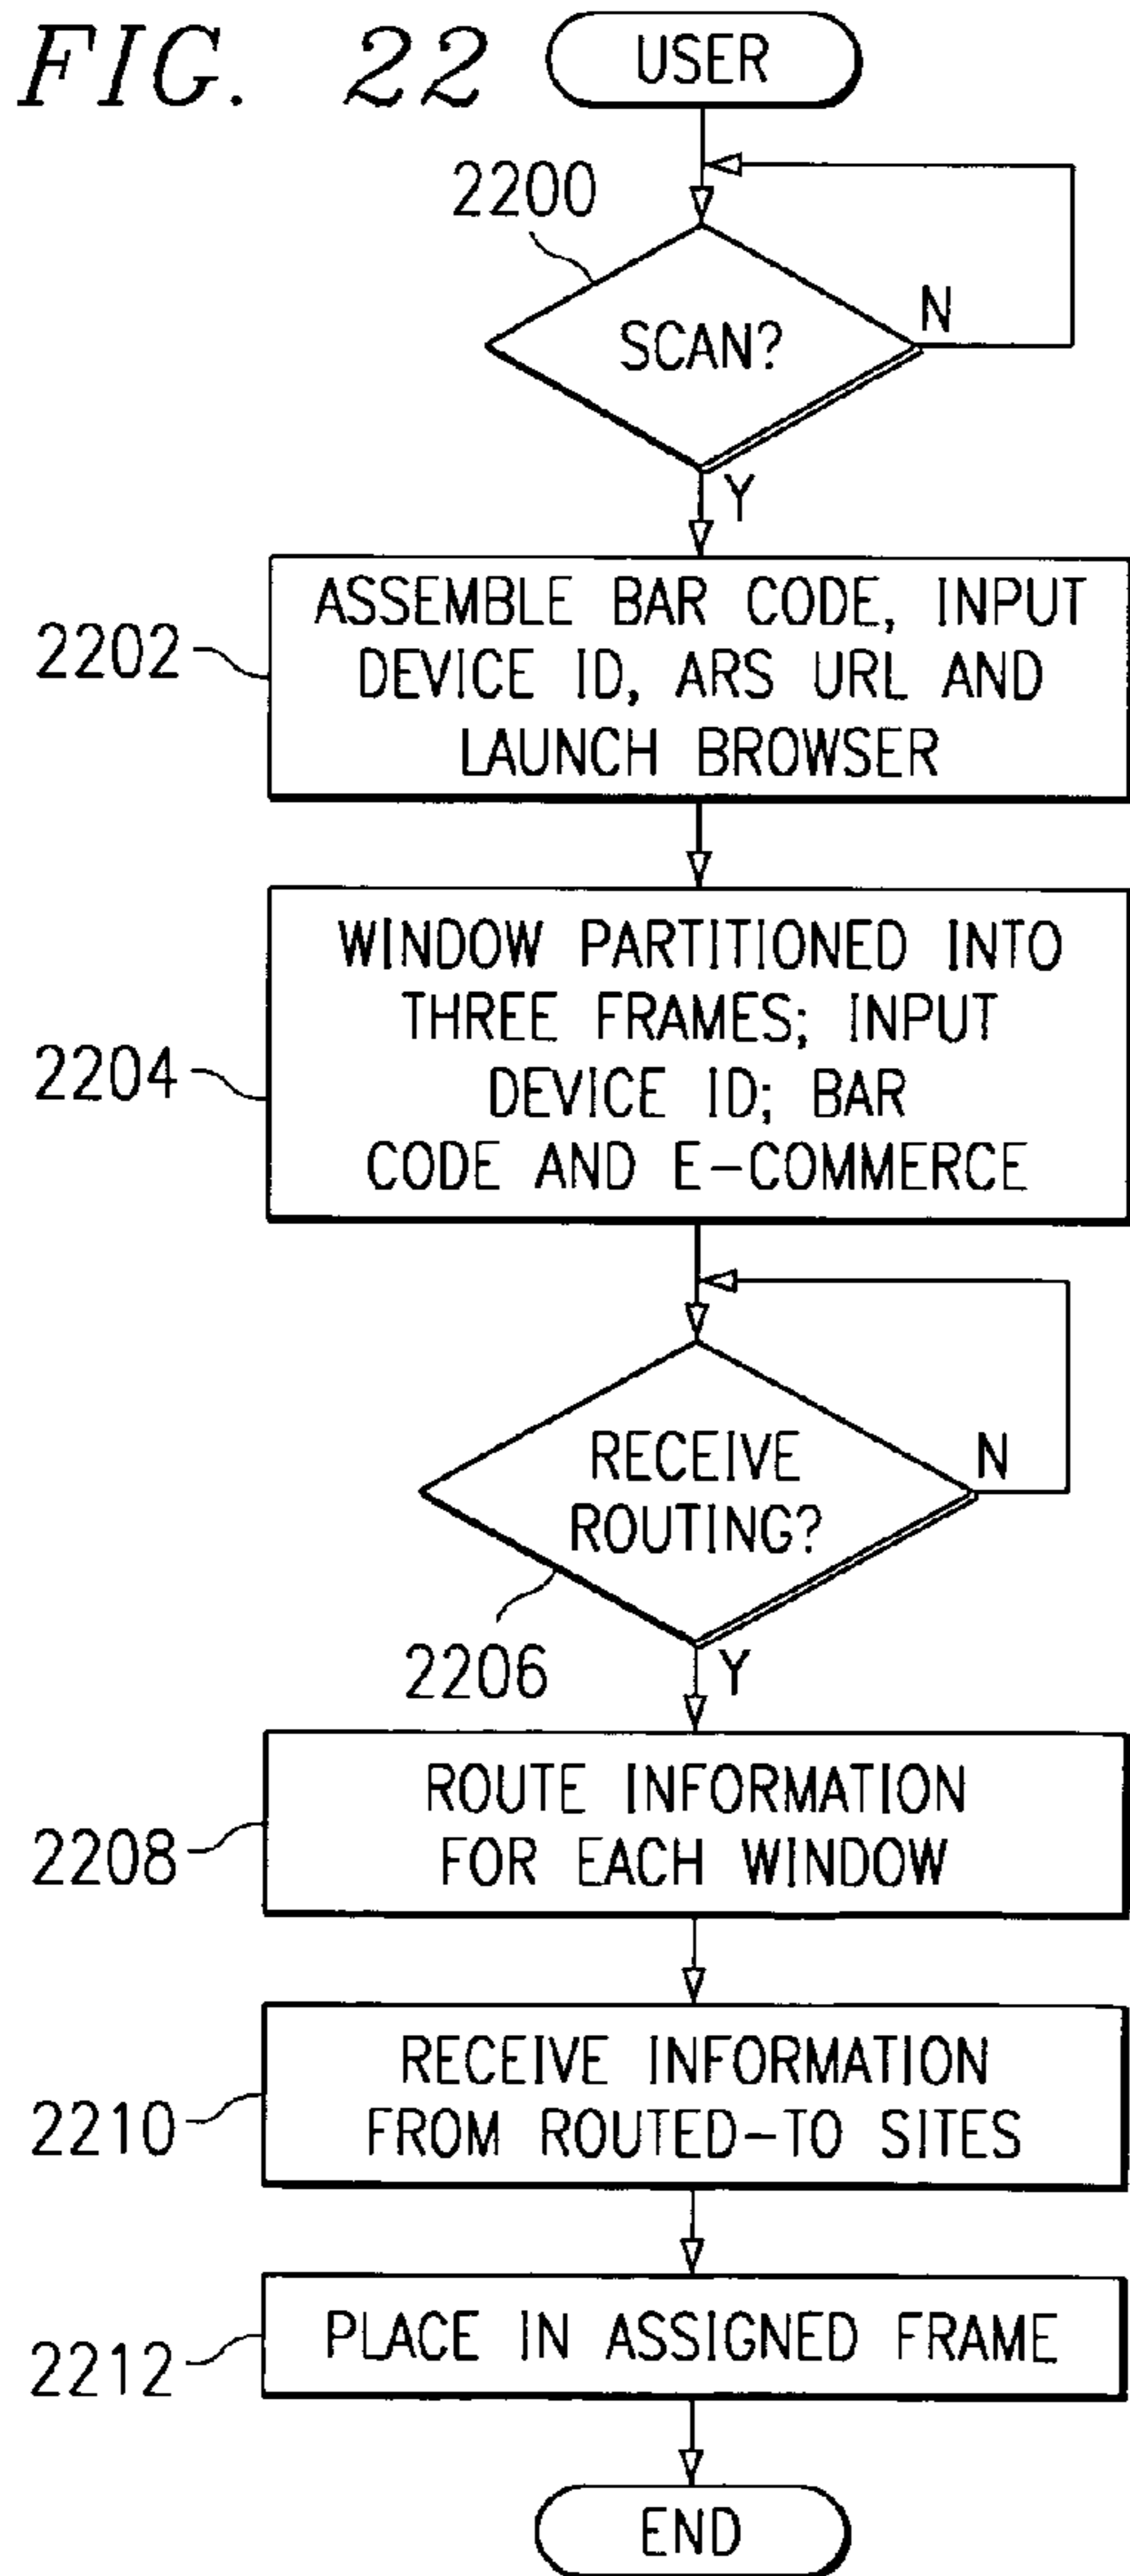 FIG. 22
USER
2200
SCAN?
N
Y
2202
ASSEMBLE BAR CODE, INPUT
DEVICE ID, ARS URL AND
LAUNCH BROWSER
2204
WINDOW PARTITIONED INTO
THREE FRAMES; INPUT
DEVICE ID; BAR
CODE AND E-COMMERCE
RECEIVE
ROUTING?
N
2206
Y
2208
ROUTE INFORMATION
FOR EACH WINDOW
2210
RECEIVE INFORMATION
FROM ROUTED-TO SITES
2212
PLACE IN ASSIGNED FRAME
END